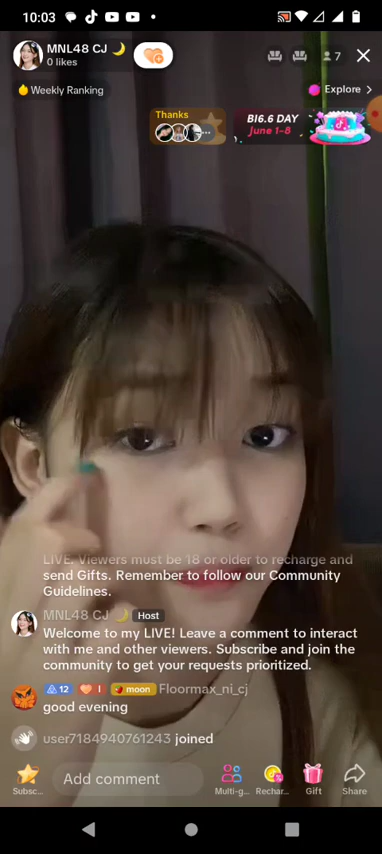 10:03
MNL48 CJ 🌙
0 likes
7
Weekly Ranking
Explore >
Thanks
BI6.6 DAY
June 1-8
LIVE. Viewers must be 18 or older to recharge and
send Gifts. Remember to follow our Community
Guidelines.
MNL48 CJ 🌙 Host
Welcome to my LIVE! Leave a comment to interact
with me and other viewers. Subscribe and join the
community to get your requests prioritized.
12 I moon Floormax_ni_cj
good evening
user7184940761243 joined
Subsc...
Add comment
Multi-g...
Rechar...
Gift
Share